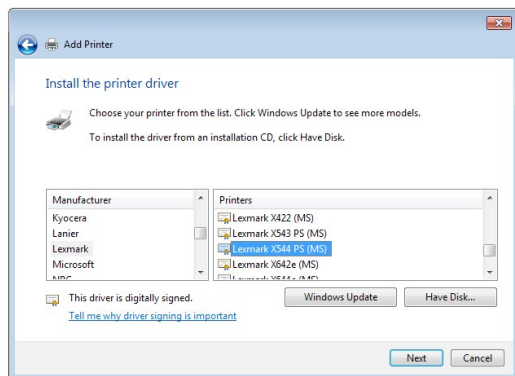 Add Printer
Install the printer driver
Choose your printer from the list. Click Windows Update to see more models.
To install the driver from an installation CD, click Have Disk.
Manufacturer
Kyocera
Lanier
Lexmark
Microsoft
Printers
Lexmark X422 (MS)
Lexmark X543 PS (MS)
Lexmark X544 PS (MS)
Lexmark X642e (MS)
This driver is digitally signed.
Tell me why driver signing is important
Windows Update
Have Disk...
Next
Cancel